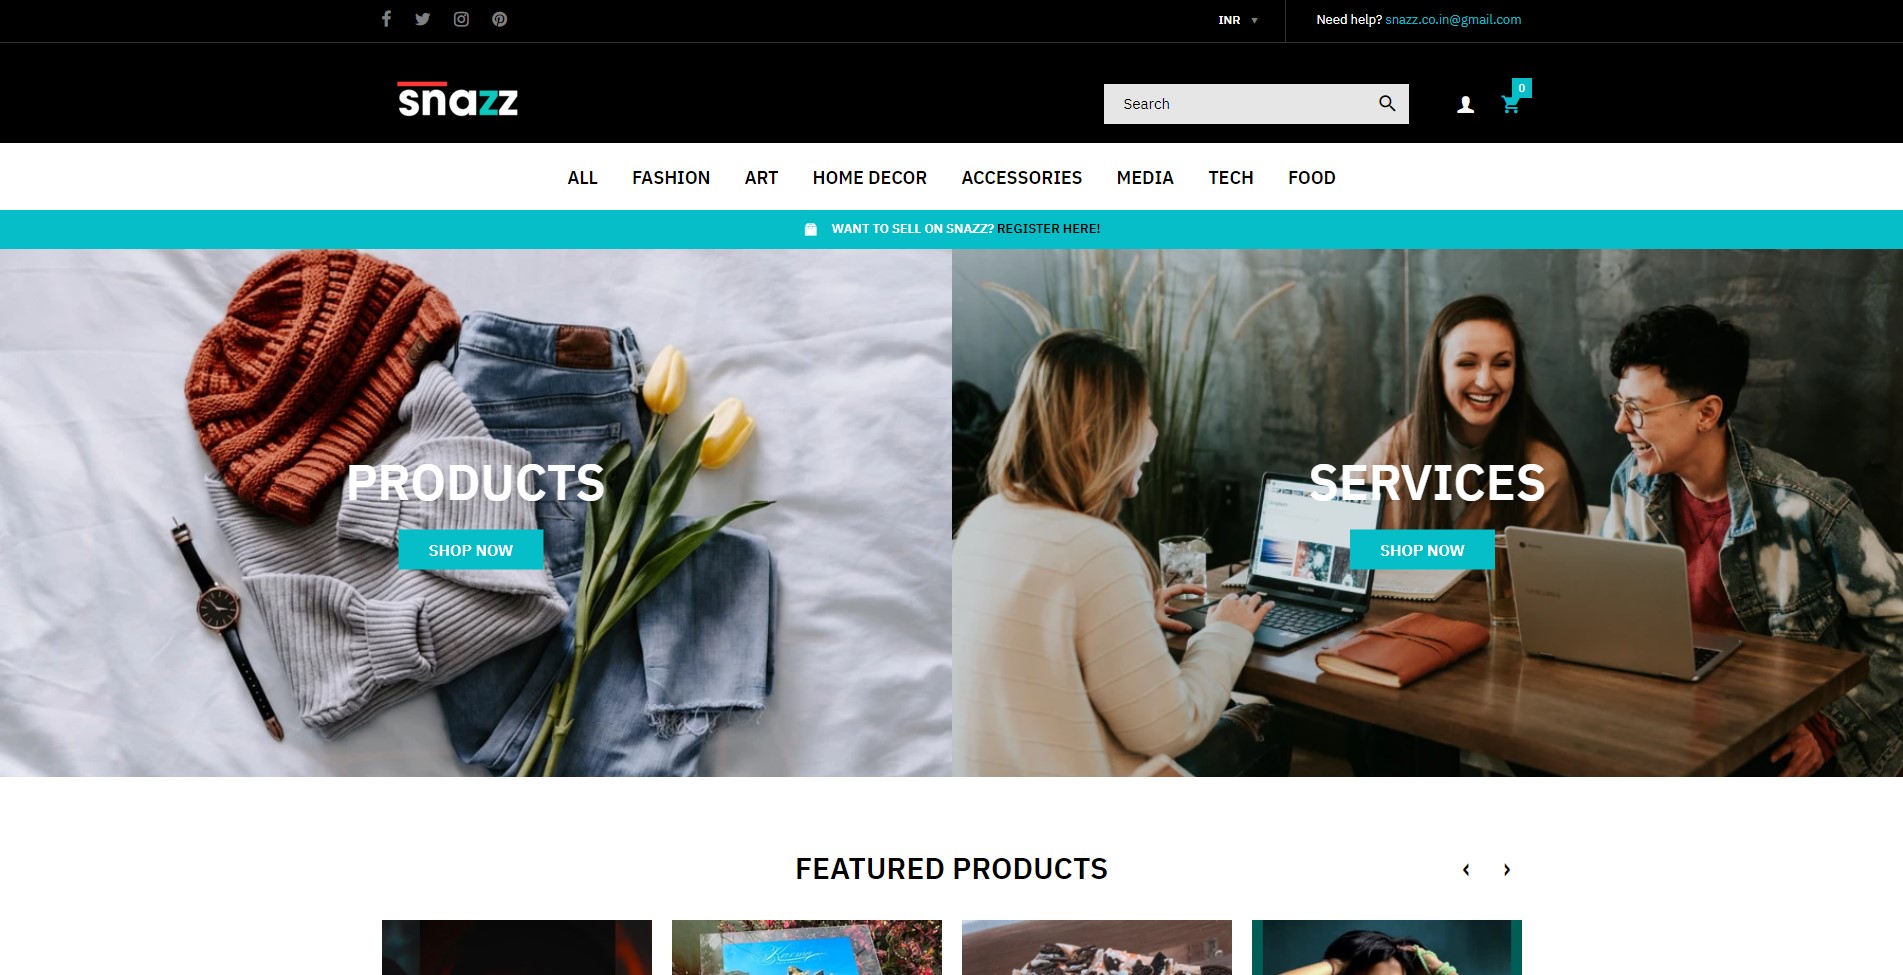 INR
Need help? snazz.co.in@gmail.com
snazz
Search
0
ALL FASHION ART HOME DECOR ACCESSORIES MEDIA TECH FOOD
WANT TO SELL ON SNAZZ? REGISTER HERE!
PRODUCTS
SHOP NOW
SERVICES
SHOP NOW
FEATURED PRODUCTS
Karma